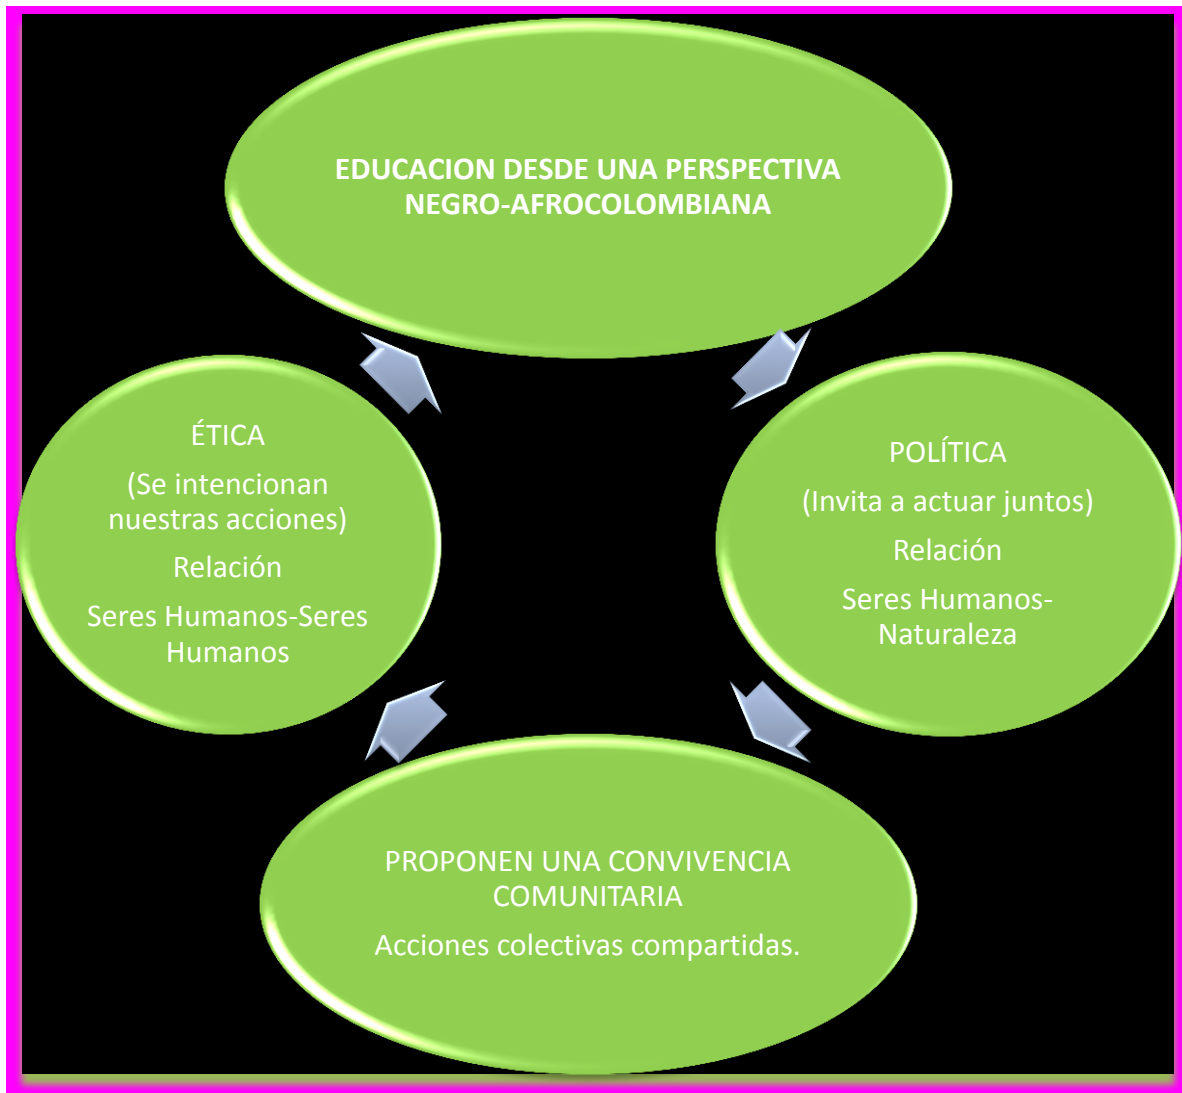 EDUCACION DESDE UNA PERSPECTIVA
NEGRO-AFROCOLOMBIANA
ÉTICA
(Se intencionan
nuestras acciones)
Relación
Seres Humanos-Seres
Humanos
POLÍTICA
(Invita a actuar juntos)
Relación
Seres Humanos-
Naturaleza
PROPONEN UNA CONVIVENCIA
COMUNITARIA
Acciones colectivas compartidas.